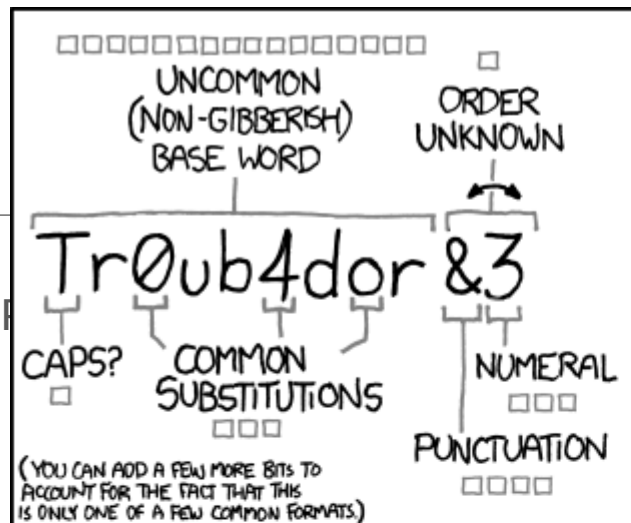 UNCOMMON
(NON-GIBBERISH)
BASE WORD
ORDER
UNKNOWN
Tr0ub4dor &3
CAPS?
COMMON
SUBSTITUTIONS
NUMERAL
PUNCTUATION
(YOU CAN ADD A FEW MORE BITS TO
ACCOUNT FOR THE FACT THAT THIS
IS ONLY ONE OF A FEW COMMON FORMATS.)